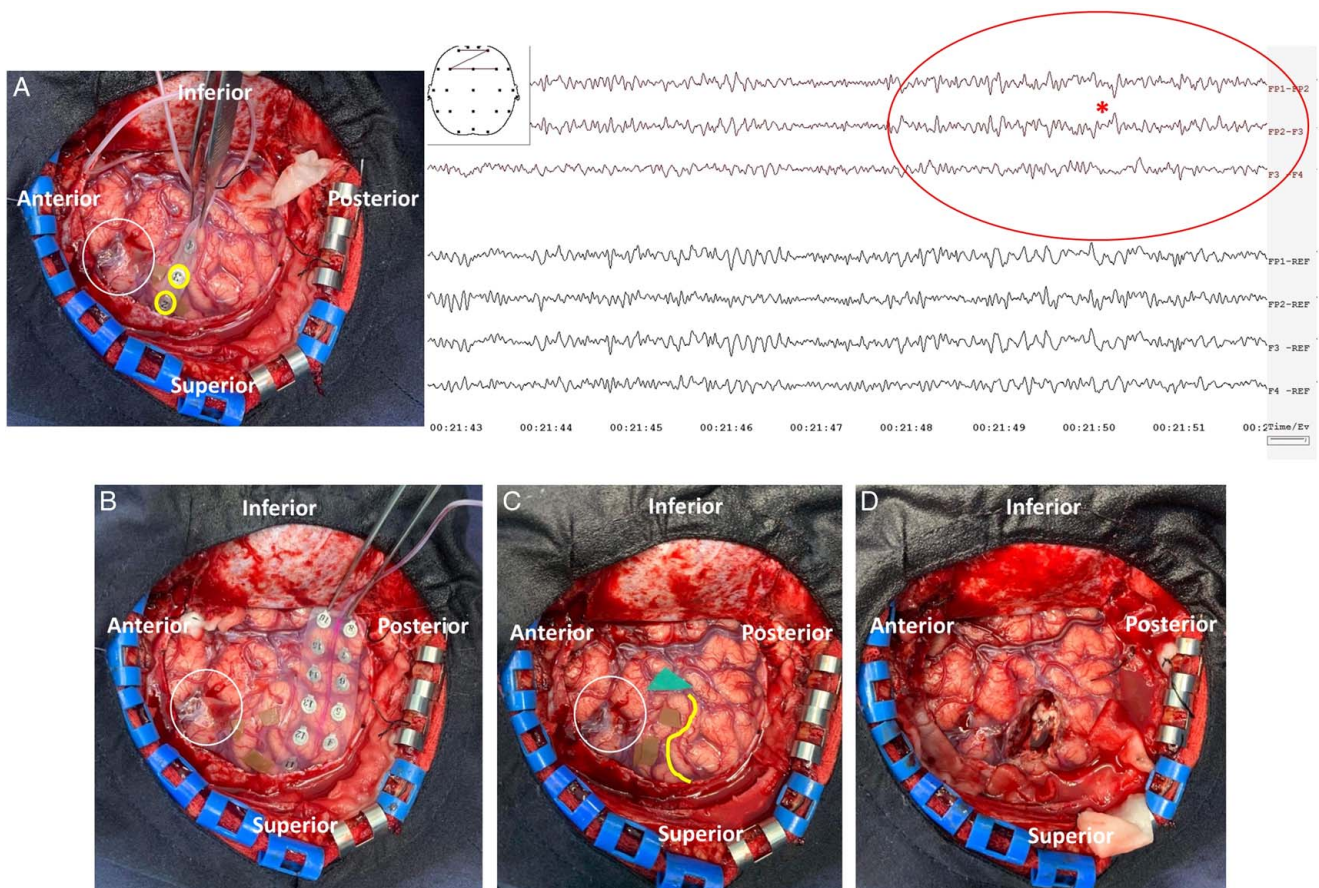 A
Inferior
Anterior
Posterior
Superior
*
FP1-FP2
FP2-F3
F3 -F4
FP1-REF
FP2-REF
F3 -REF
F4 -REF
00:21:43 00:21:44 00:21:45 00:21:46 00:21:47 00:21:48 00:21:49 00:21:50 00:21:51 00:2
Time/Ev
B
Inferior
Anterior
Posterior
Superior
C
Inferior
Anterior
Posterior
Superior
D
Inferior
Anterior
Posterior
Superior